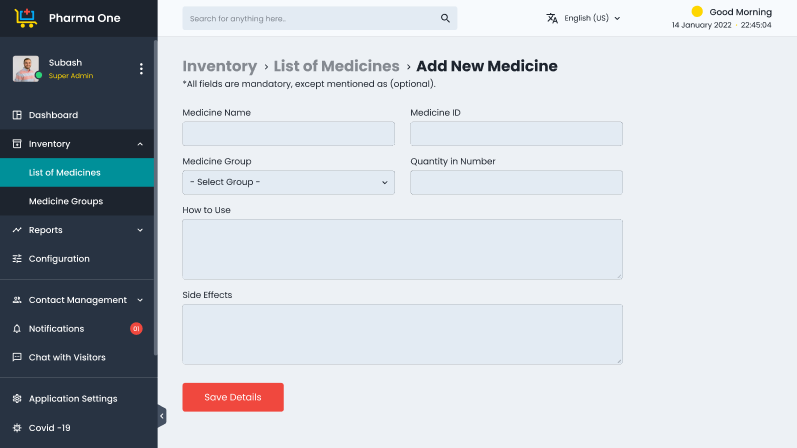 Pharma One
Search for anything here..
English (US)
Good Morning
14 January 2022 · 22:45:04
Subash
Super Admin
Dashboard
Inventory
List of Medicines
Medicine Groups
Reports
Configuration
Contact Management
Notifications
01
Chat with Visitors
Application Settings
Covid -19
Inventory › List of Medicines › Add New Medicine
*All fields are mandatory, except mentioned as (optional).
Medicine Name
Medicine ID
Medicine Group
Quantity in Number
- Select Group -
How to Use
Side Effects
Save Details